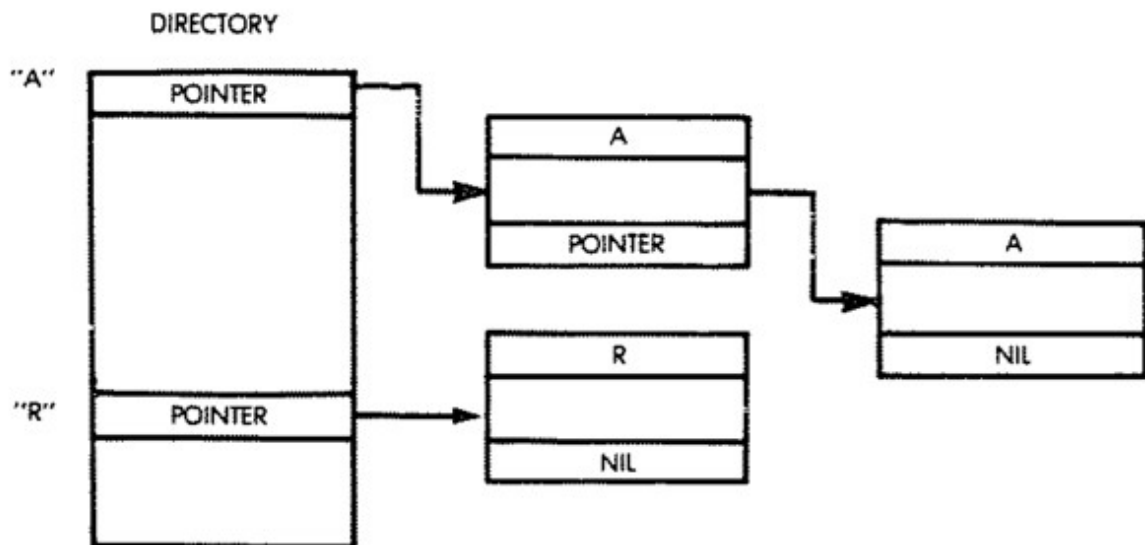 DIRECTORY
"A"
POINTER
A
POINTER
A
NIL
"R"
POINTER
R
NIL